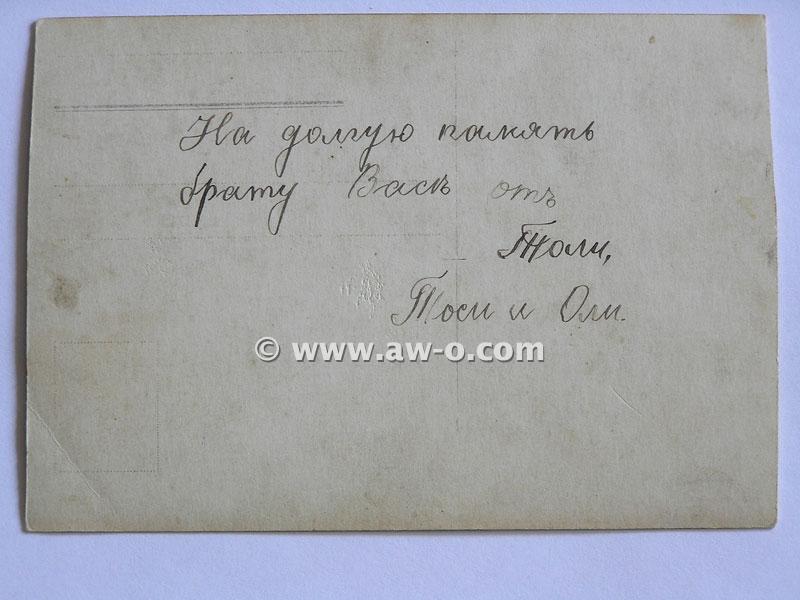 На долгую память
брату Васѣ отъ
Толи,
Тоси и Оли.
© www.aw-o.com